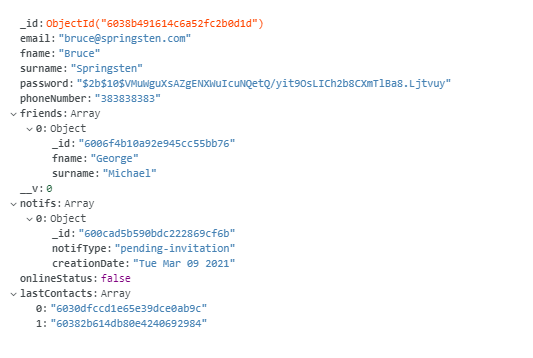 _id: ObjectId("6038b491614c6a52fc2b0d1d")
email: "bruce@springsten.com"
fname: "Bruce"
surname: "Springsten"
password: "$2b$10$VMuWguXsAZgENXWuIcuNQetQ/yit9OsLICh2b8CXmTlBa8.Ljtvuy"
phoneNumber: "383838383"
friends: Array
0: Object
_id: "6006f4b10a92e945cc55bb76"
fname: "George"
surname: "Michael"
__v: 0
notifs: Array
0: Object
_id: "600cad5b590bdc222869cf6b"
notifType: "pending-invitation"
creationDate: "Tue Mar 09 2021"
onlineStatus: false
lastContacts: Array
0: "6030dfccd1e65e39dce0ab9c"
1: "60382b614db80e4240692984"